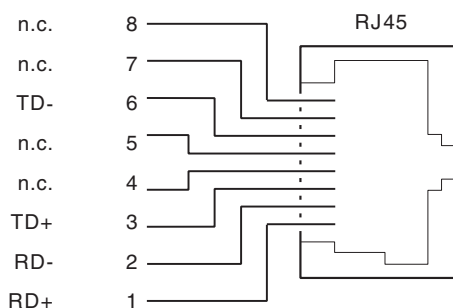 RJ45
n.c. 8
n.c. 7
TD- 6
n.c. 5
n.c. 4
TD+ 3
RD- 2
RD+ 1